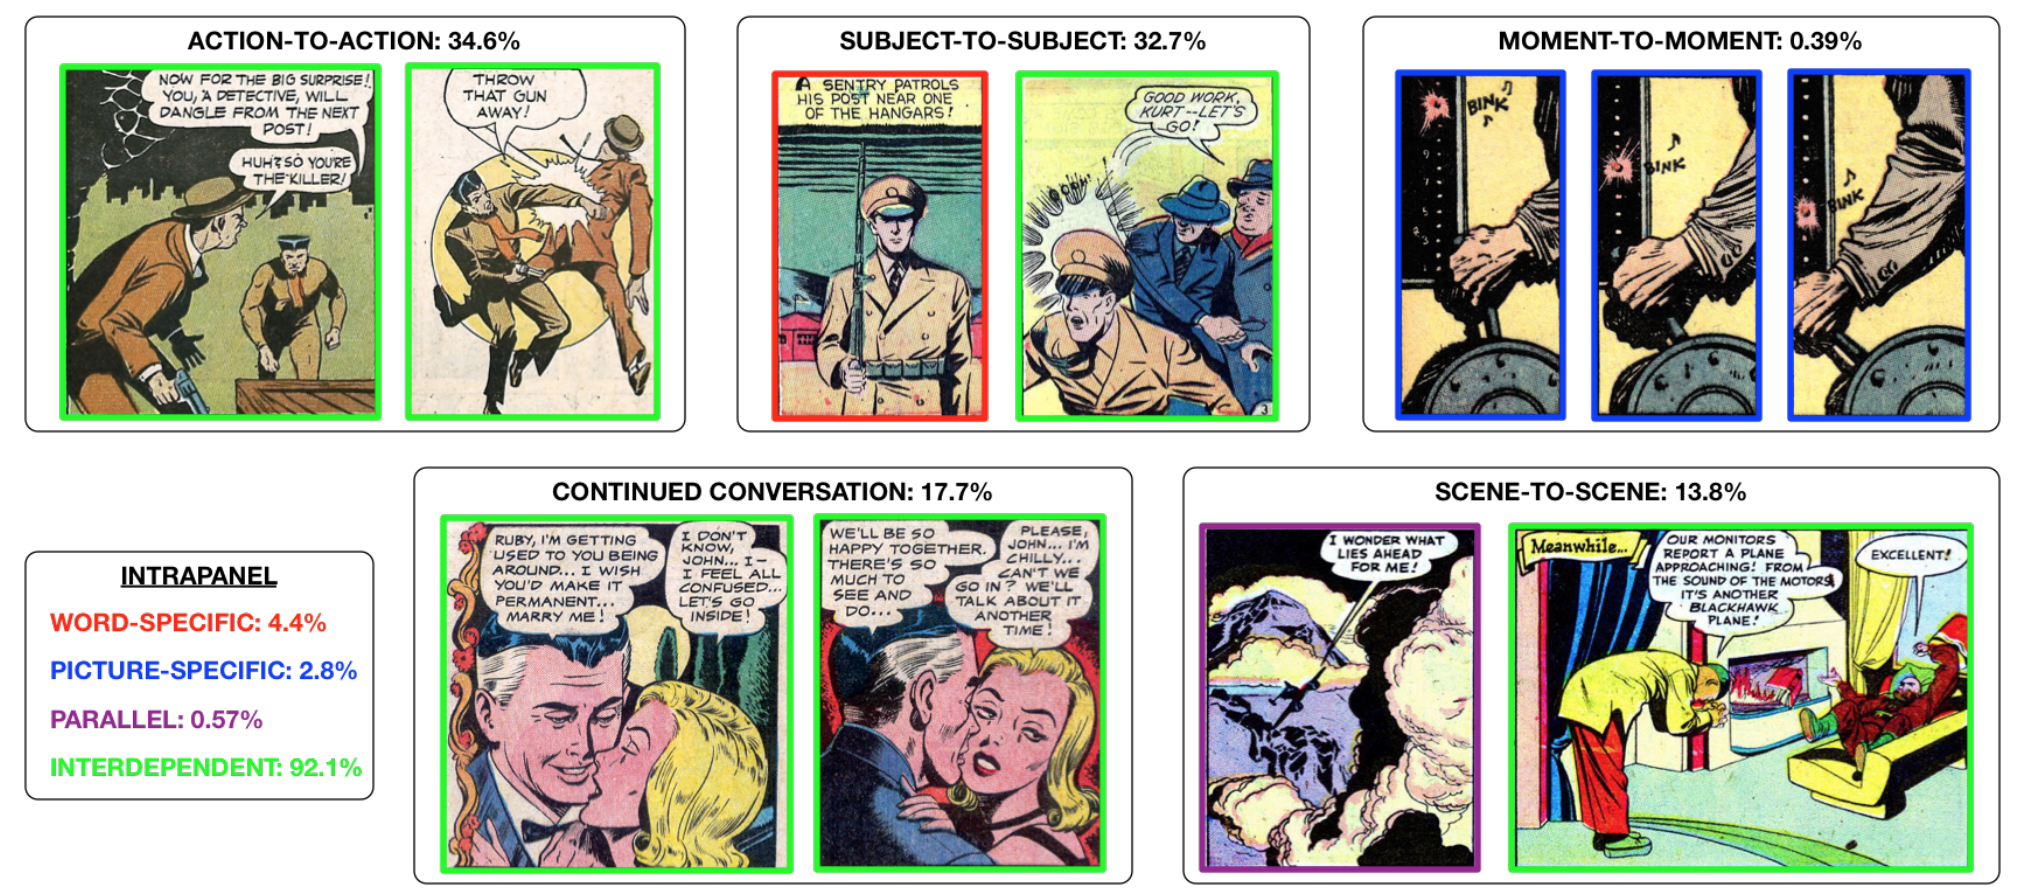 ACTION-TO-ACTION: 34.6%
NOW FOR THE BIG SURPRISE!
YOU, A DETECTIVE, WILL
DANGLE FROM THE NEXT
POST!
HUH? SO YOU'RE
THE KILLER!
THROW
THAT GUN
AWAY!
SUBJECT-TO-SUBJECT: 32.7%
A SENTRY PATROLS
HIS POST NEAR ONE
OF THE HANGARS!
GOOD WORK,
KURT--LET'S
GO!
3
MOMENT-TO-MOMENT: 0.39%
BINK
9
7
5
3
BINK
BINK
INTRAPANEL
WORD-SPECIFIC: 4.4%
PICTURE-SPECIFIC: 2.8%
PARALLEL: 0.57%
INTERDEPENDENT: 92.1%
CONTINUED CONVERSATION: 17.7%
RUBY, I'M GETTING
USED TO YOU BEING
AROUND... I WISH
YOU'D MAKE IT
PERMANENT...
MARRY ME!
I DON'T
KNOW,
JOHN... I-
I FEEL ALL
CONFUSED...
LET'S GO
INSIDE!
WE'LL BE SO
HAPPY TOGETHER.
THERE'S SO
MUCH TO
SEE AND
DO...
PLEASE,
JOHN... I'M
CHILLY...
CAN'T WE
GO IN? WE'LL
TALK ABOUT IT
ANOTHER
TIME!
SCENE-TO-SCENE: 13.8%
I WONDER WHAT
LIES AHEAD
FOR ME!
Meanwhile...
OUR MONITORS
REPORT A PLANE
APPROACHING! FROM
THE SOUND OF THE MOTORS
IT'S ANOTHER
BLACKHAWK
PLANE!
EXCELLENT!